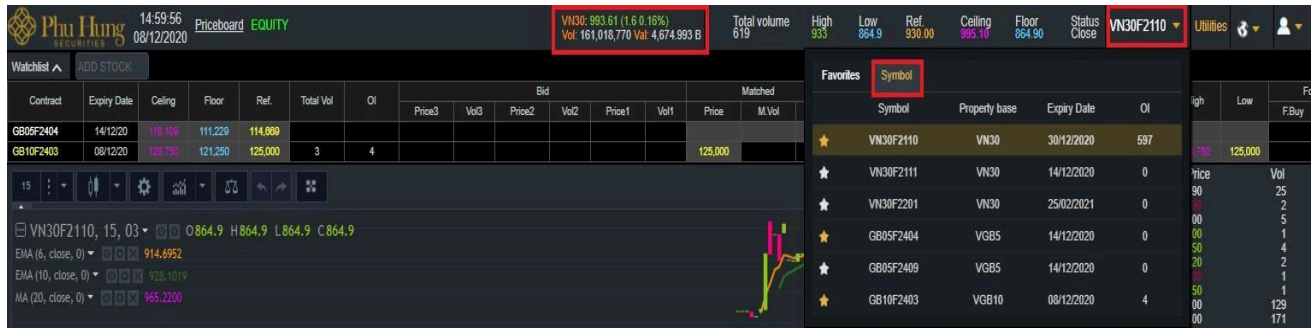 Phu Hung
SECURITIES
14:59:56
08/12/2020
Priceboard EQUITY
VN30: 993.61 (1.6 0.16%)
Vol: 161,018,770 Val: 4,674.993 B
Total volume
619
High
933
Low
864.9
Ref.
930.00
Ceiling
995.10
Floor
864.90
Status
Close
VN30F2110
Utilities
Watchlist
ADD STOCK
Contract Expiry Date Celing Floor Ref. Total Vol OI Bid Matched
Price3 Vol3 Price2 Vol2 Price1 Vol1 Price M.Vol
GB05F2404 14/12/20 118,109 111,229 114,669
GB10F2403 08/12/20 128,750 121,250 125,000 3 4 125,000
15
VN30F2110, 15, 03 O864.9 H864.9 L864.9 C864.9
EMA (6, close, 0) 914.6952
EMA (10, close, 0) 928.1019
MA (20, close, 0) 965.2200
Favorites Symbol
Symbol Property base Expiry Date OI
VN30F2110 VN30 30/12/2020 597
VN30F2111 VN30 14/12/2020 0
VN30F2201 VN30 25/02/2021 0
GB05F2404 VGB5 14/12/2020 0
GB05F2409 VGB5 14/12/2020 0
GB10F2403 VGB10 08/12/2020 4
Low
F.Buy
125,000
Vol
25
2
5
1
4
2
1
1
129
171